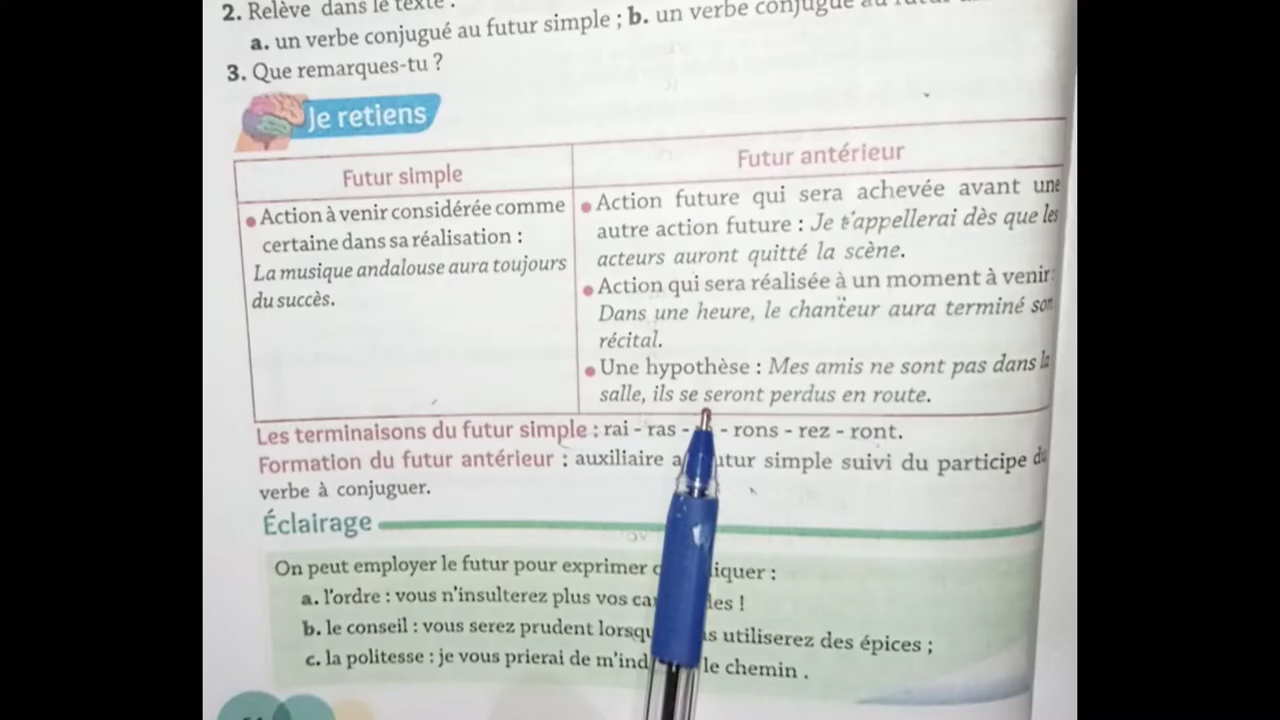 2. Relève dans le texte :
a. un verbe conjugué au futur simple ; b. un verbe conjugué au futur
3. Que remarques-tu ?
Je retiens
Futur simple
• Action à venir considérée comme
certaine dans sa réalisation :
La musique andalouse aura toujours
du succès.
Futur antérieur
• Action future qui sera achevée avant une
autre action future : Je t'appellerai dès que les
acteurs auront quitté la scène.
• Action qui sera réalisée à un moment à venir:
Dans une heure, le chanteur aura terminé son
récital.
• Une hypothèse : Mes amis ne sont pas dans la
salle, ils se seront perdus en route.
Les terminaisons du futur simple : rai - ras - - rons - rez - ront.
Formation du futur antérieur : auxiliaire futur simple suivi du participe du
verbe à conjuguer.
Éclairage
On peut employer le futur pour exprimer :
a. l'ordre : vous n'insulterez plus vos !
b. le conseil : vous serez prudent utiliserez des épices ;
c. la politesse : je vous prierai de le chemin .